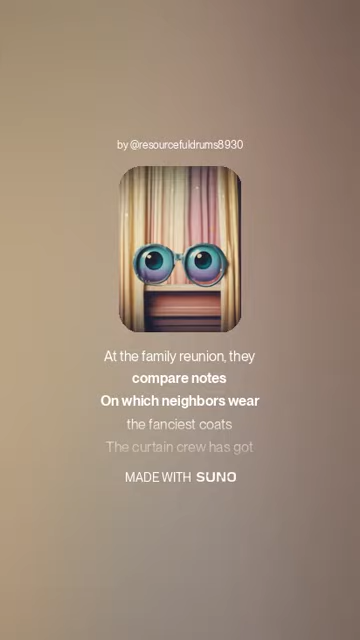 by @resourcefuldrums8930
At the family reunion, they
compare notes
On which neighbors wear
the fanciest coats
The curtain crew has got
MADE WITH SUNO